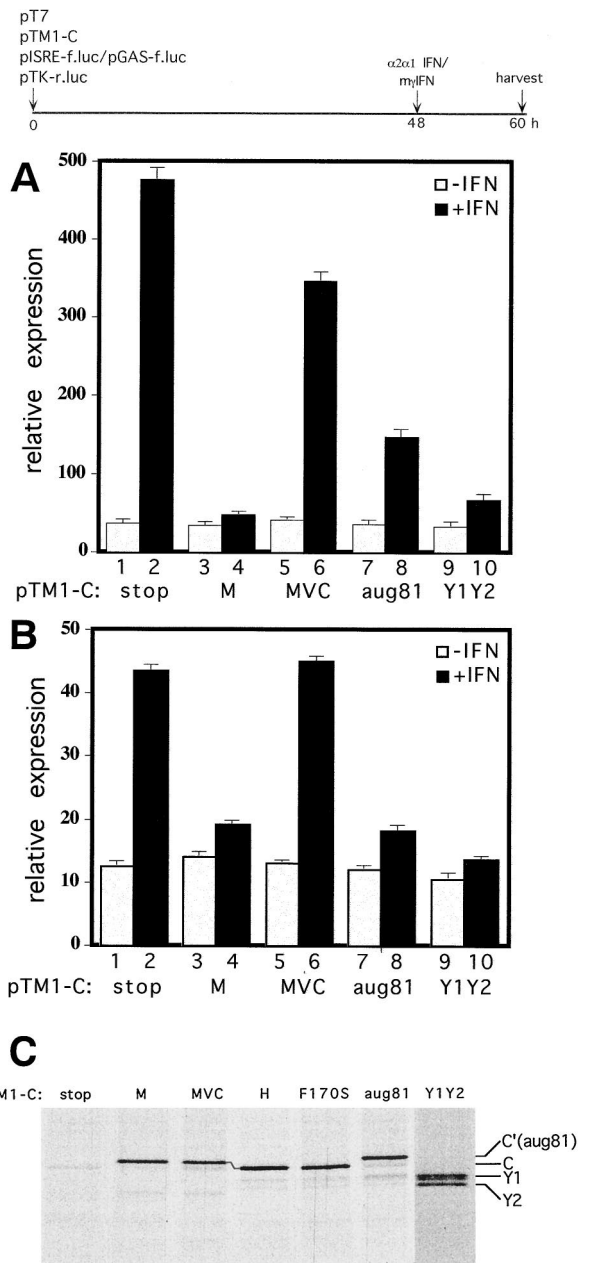 pT7
pTM1-C
pISRE-f.luc/pGAS-f.luc
pTK-r.luc
α2α1 IFN/
mγIFN
harvest
0
48
60 h
A
500
400
300
200
100
0
relative expression
-IFN
+IFN
1 2 3 4 5 6 7 8 9 10
pTM1-C: stop M MVC aug81 Y1Y2
B
50
40
30
20
10
0
relative expression
-IFN
+IFN
1 2 3 4 5 6 7 8 9 10
pTM1-C: stop M MVC aug81 Y1Y2
C
M1-C: stop M MVC H F170S aug81 Y1Y2
C'(aug81)
C
Y1
Y2